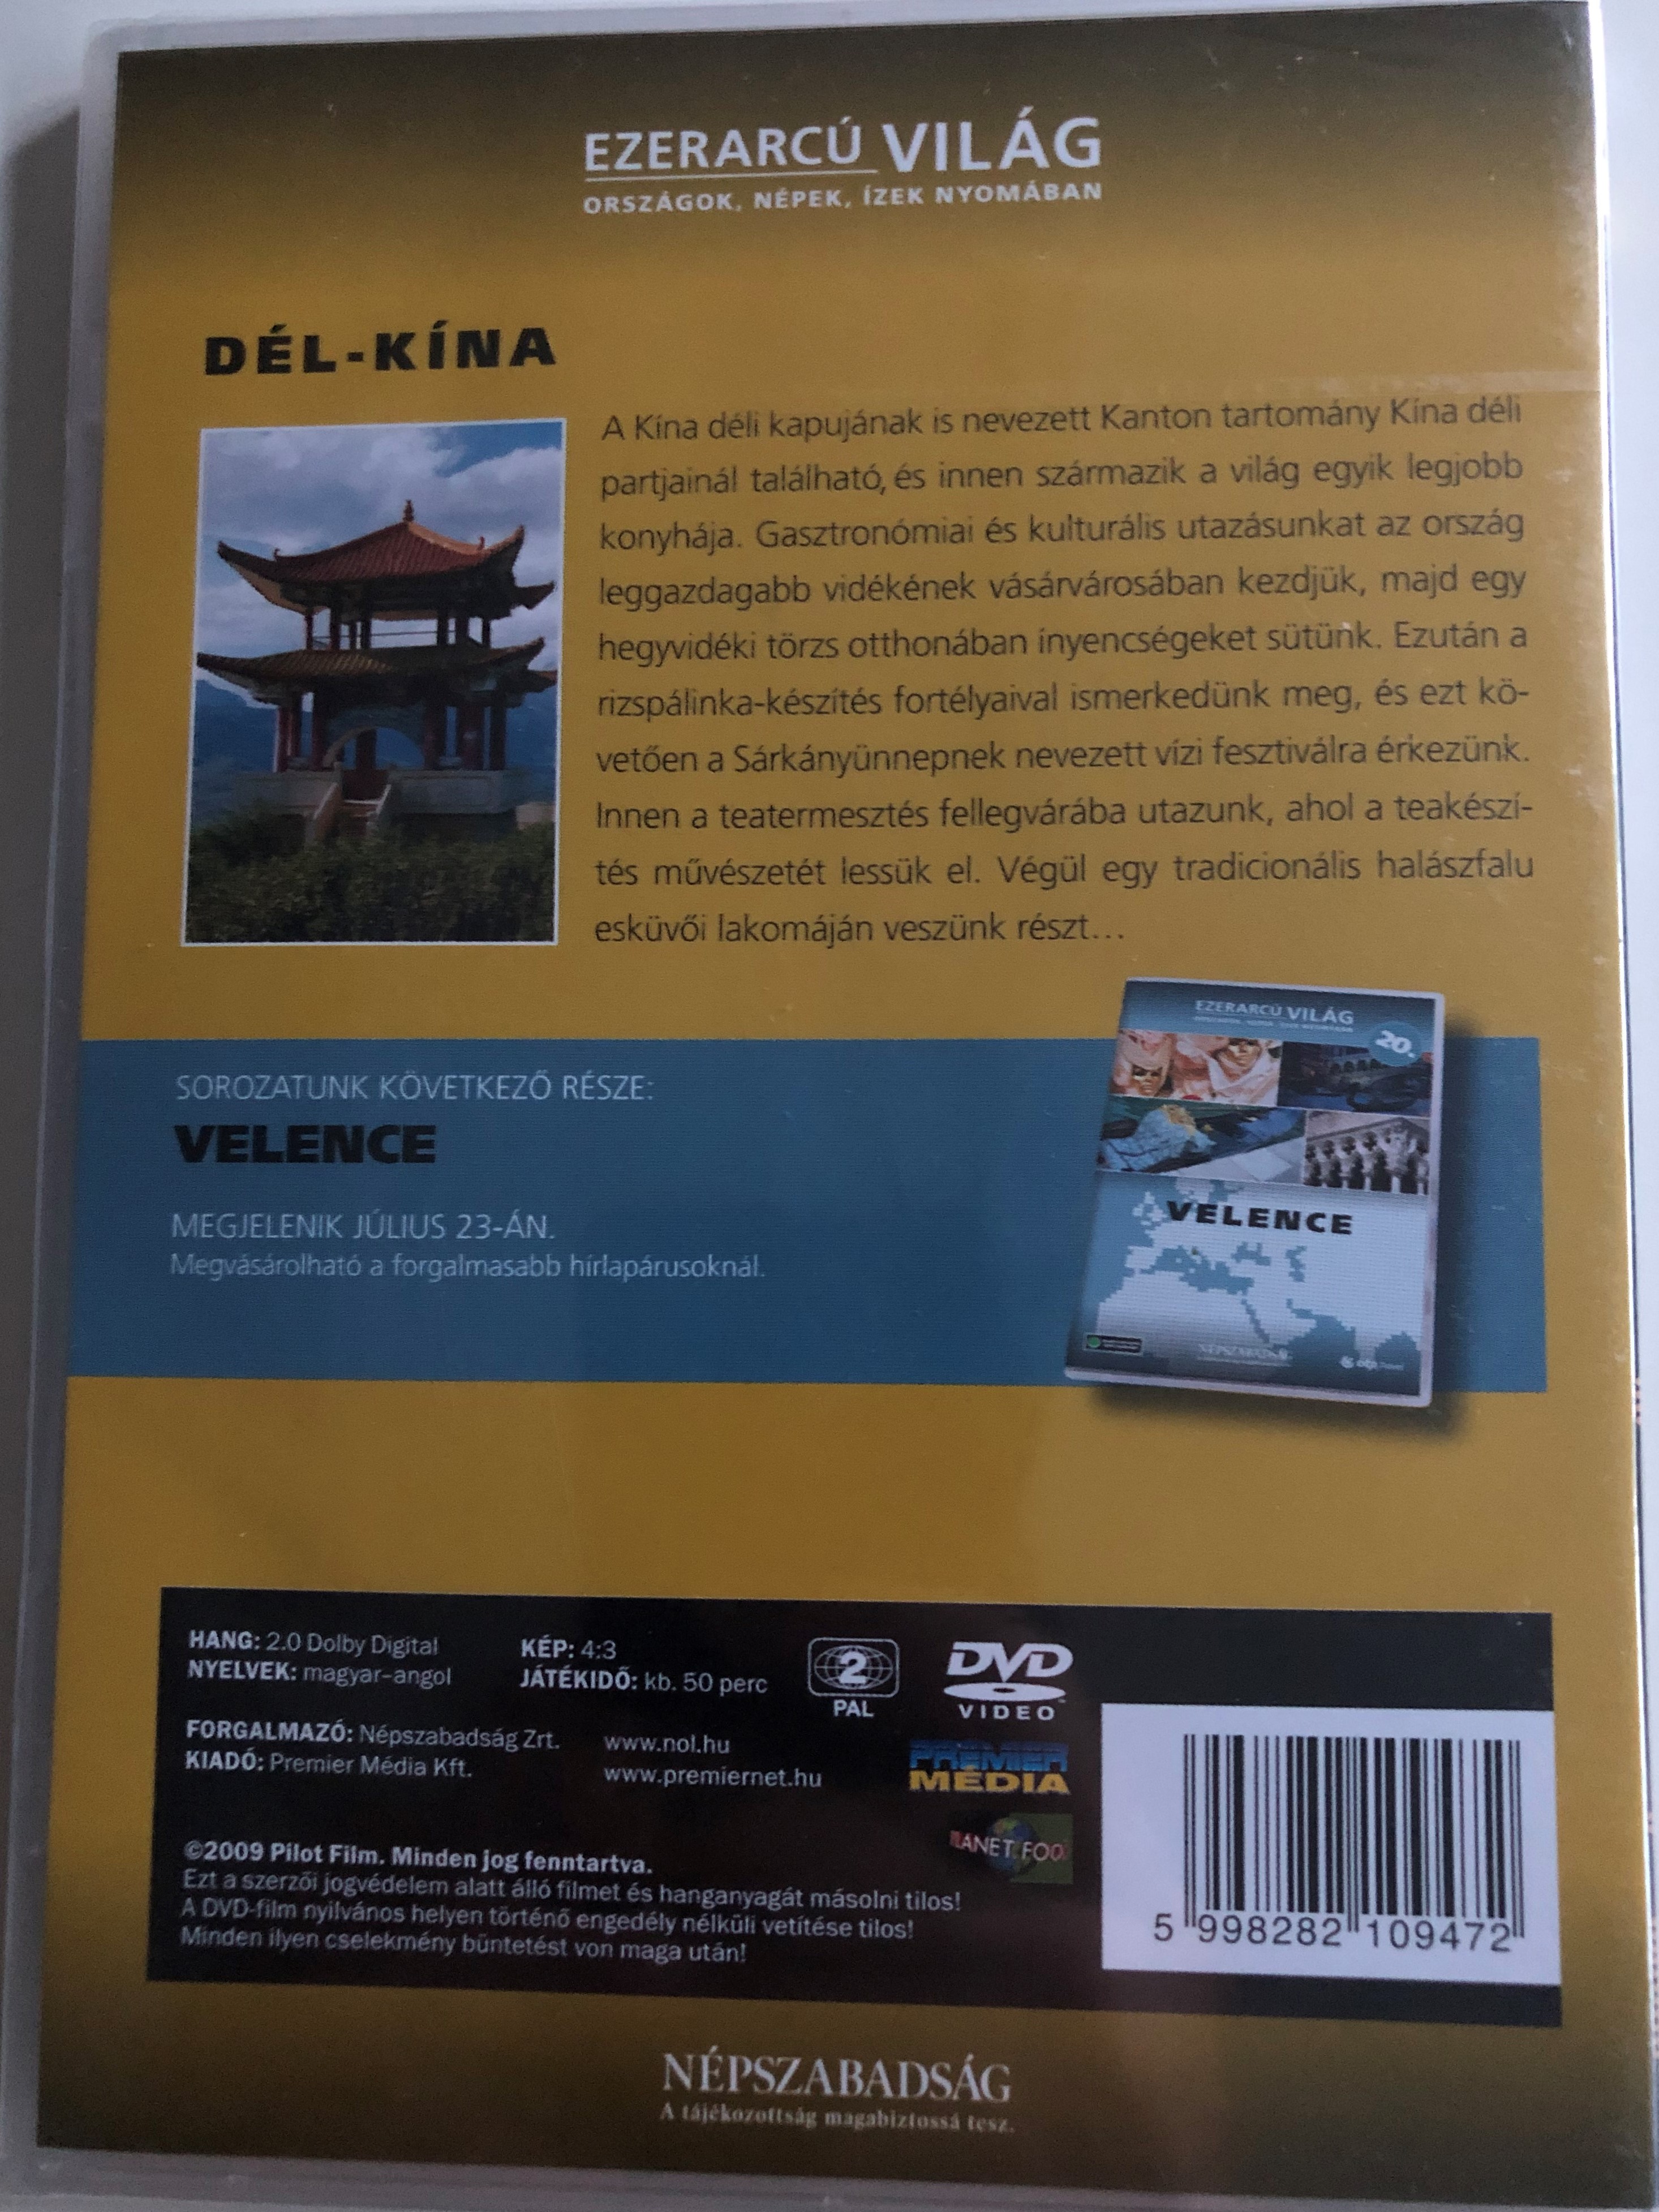 EZERARCÚ VILÁG
ORSZÁGOK, NÉPEK, ÍZEK NYOMÁBAN
DÉL-KÍNA
A Kína déli kapujának is nevezett Kanton tartomány Kína déli
partjainál található, és innen származik a világ egyik legjobb
konyhája. Gasztronómiai és kulturális utazásunkat az ország
leggazdagabb vidékének vásárvárosában kezdjük, majd egy
hegyvidéki törzs otthonában ínyencségeket sütünk. Ezután a
rizspálinka-készítés fortélyaival ismerkedünk meg, és ezt kö-
vetően a Sárkányünnepnek nevezett vízi fesztiválra érkezünk.
Innen a teatermesztés fellegvárába utazunk, ahol a teakészí-
tés művészetét lessük el. Végül egy tradicionális halászfalu
esküvői lakomáján veszünk részt...
SOROZATUNK KÖVETKEZŐ RÉSZE:
VELENCE
MEGJELENIK JÚLIUS 23-ÁN.
Megvásárolható a forgalmasabb hírlapárusoknál.
EZERARCÚ VILÁG
20.
VELENCE
NÉPSZABADSÁG
HANG: 2.0 Dolby Digital
NYELVEK: magyar-angol
KÉP: 4:3
JÁTÉKIDŐ: kb. 50 perc
2
PAL
DVD
VIDEO
FORGALMAZÓ: Népszabadság Zrt.
KIADÓ: Premier Média Kft.
www.nol.hu
www.premiernet.hu
PREMIER
MÉDIA
LANET FOO
©2009 Pilot Film. Minden jog fenntartva.
Ezt a szerzői jogvédelem alatt álló filmet és hanganyagát másolni tilos!
A DVD-film nyilvános helyen történő engedély nélküli vetítése tilos!
Minden ilyen cselekmény büntetést von maga után!
5 998282 109472
NÉPSZABADSÁG
A tájékozottság magabiztossá tesz.